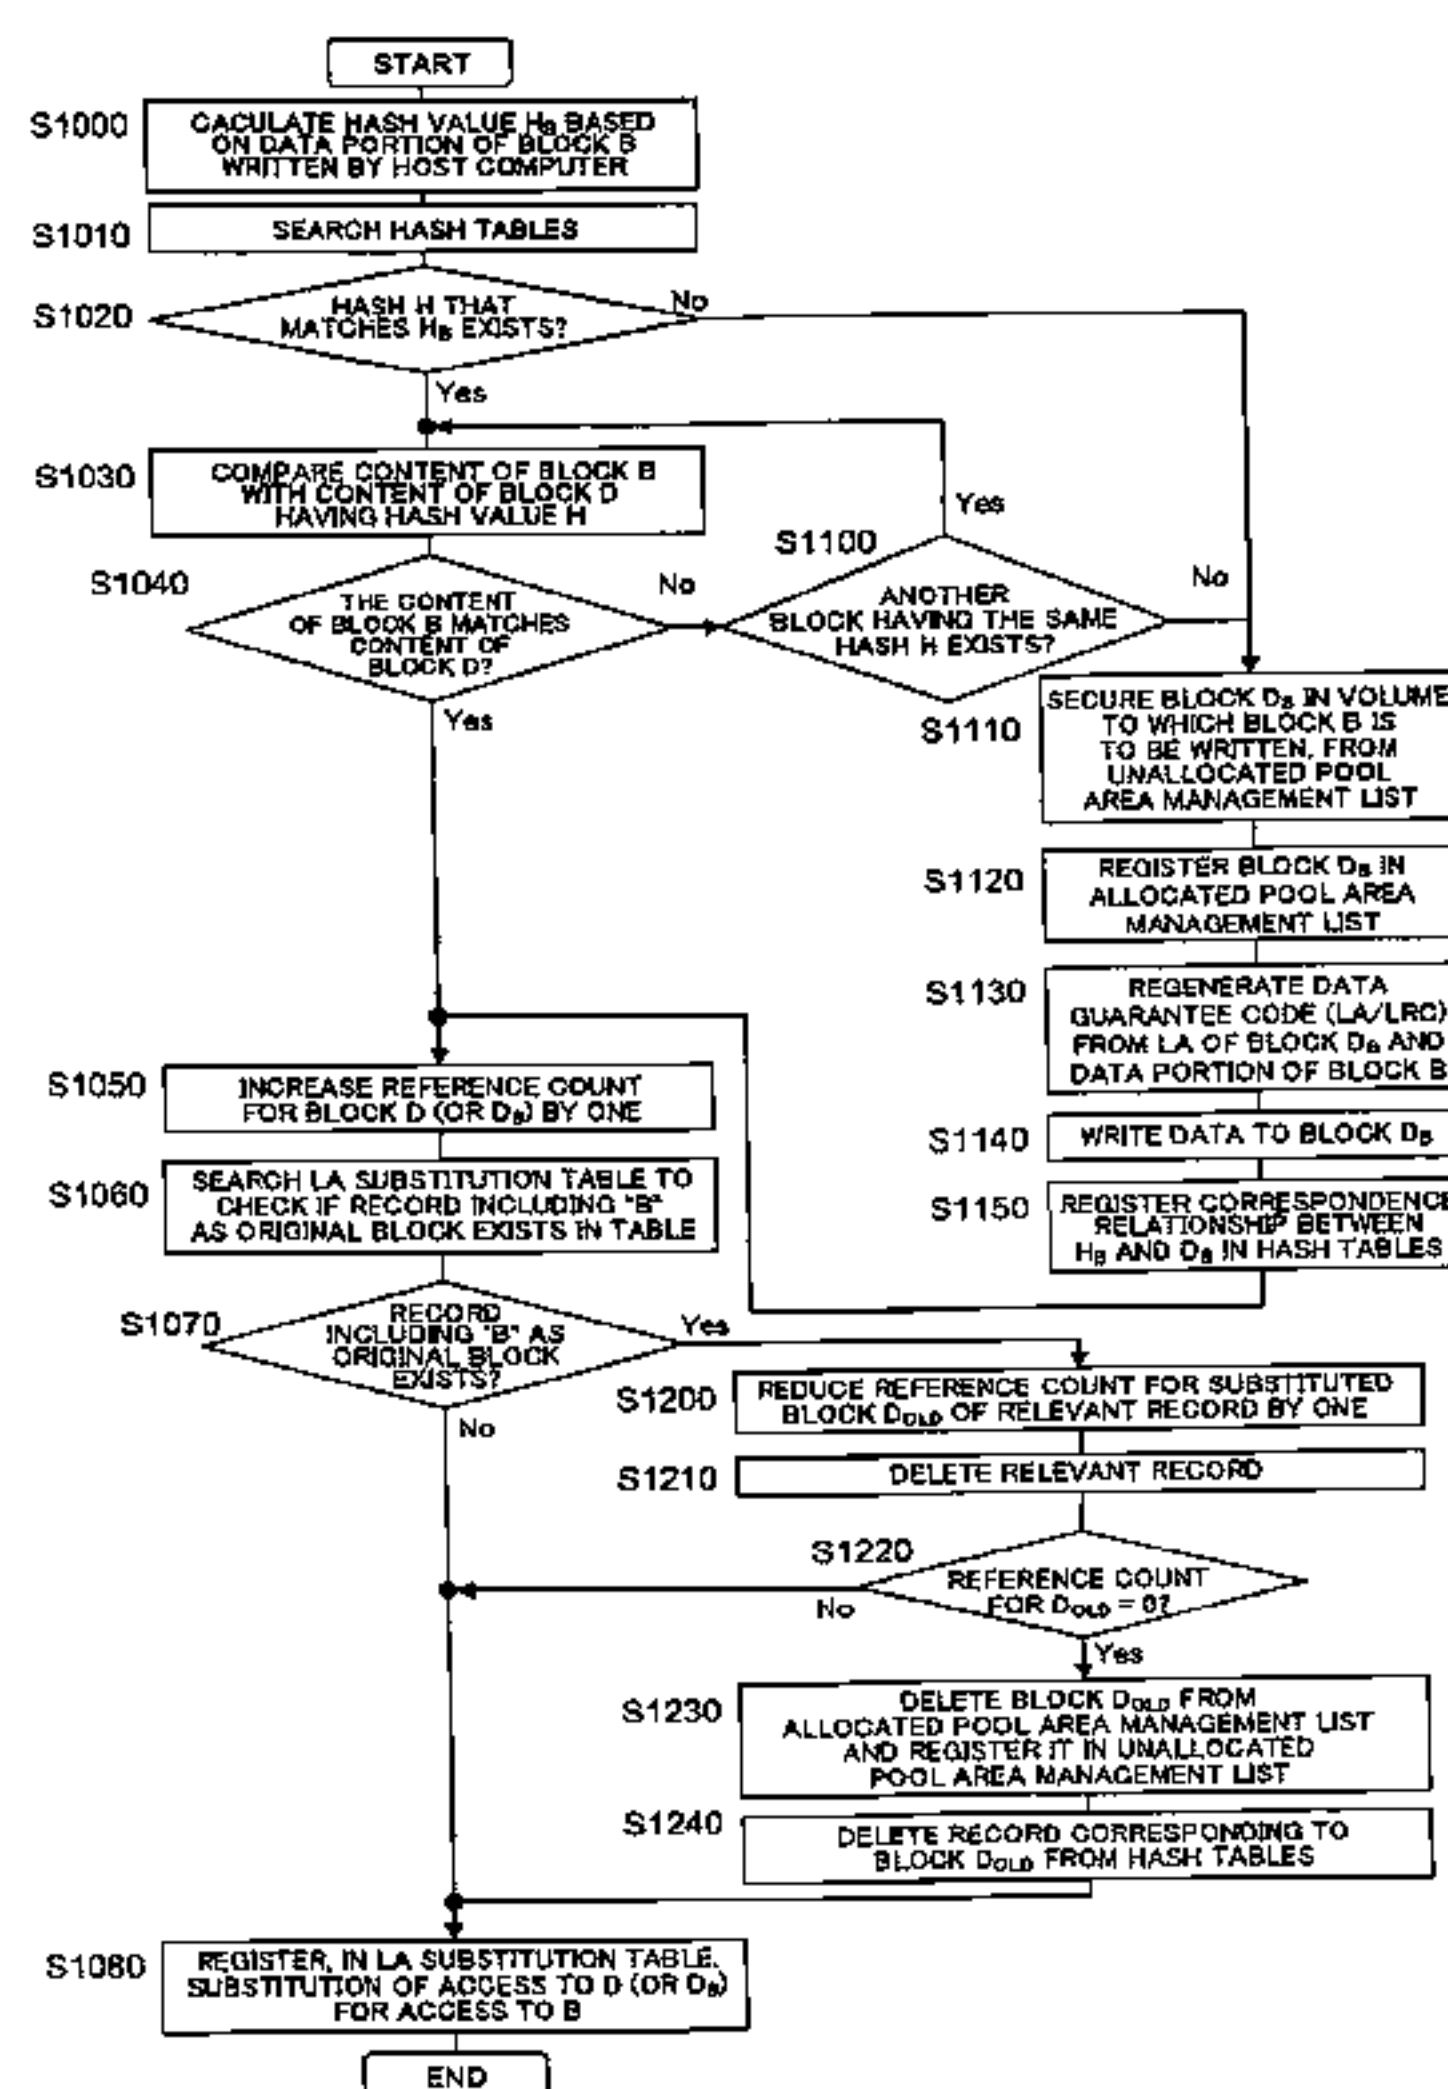 START
S1000
CACULATE HASH VALUE HB BASED
ON DATA PORTION OF BLOCK B
WRITTEN BY HOST COMPUTER
S1010
SEARCH HASH TABLES
S1020
HASH H THAT
MATCHES HB EXISTS?
No
Yes
S1030
COMPARE CONTENT OF BLOCK B
WITH CONTENT OF BLOCK D
HAVING HASH VALUE H
S1040
THE CONTENT
OF BLOCK B MATCHES
CONTENT OF
BLOCK D?
No
Yes
S1100
ANOTHER
BLOCK HAVING THE SAME
HASH H EXISTS?
Yes
No
S1110
SECURE BLOCK DB IN VOLUME
TO WHICH BLOCK B IS
TO BE WRITTEN, FROM
UNALLOCATED POOL
AREA MANAGEMENT LIST
S1120
REGISTER BLOCK DB IN
ALLOCATED POOL AREA
MANAGEMENT LIST
S1130
REGENERATE DATA
GUARANTEE CODE (LA/LRC)
FROM LA OF BLOCK DB AND
DATA PORTION OF BLOCK B
S1140
WRITE DATA TO BLOCK DB
S1150
REGISTER CORRESPONDENCE
RELATIONSHIP BETWEEN
HB AND DB IN HASH TABLES
S1050
INCREASE REFERENCE COUNT
FOR BLOCK D (OR DB) BY ONE
S1060
SEARCH LA SUBSTITUTION TABLE TO
CHECK IF RECORD INCLUDING "B"
AS ORIGINAL BLOCK EXISTS IN TABLE
S1070
RECORD
INCLUDING "B" AS
ORIGINAL BLOCK
EXISTS?
Yes
No
S1200
REDUCE REFERENCE COUNT FOR SUBSTITUTED
BLOCK DOLD OF RELEVANT RECORD BY ONE
S1210
DELETE RELEVANT RECORD
S1220
REFERENCE COUNT
FOR DOLD = 0?
No
Yes
S1230
DELETE BLOCK DOLD FROM
ALLOCATED POOL AREA MANAGEMENT LIST
AND REGISTER IT IN UNALLOCATED
POOL AREA MANAGEMENT LIST
S1240
DELETE RECORD CORRESPONDING TO
BLOCK DOLD FROM HASH TABLES
S1080
REGISTER, IN LA SUBSTITUTION TABLE,
SUBSTITUTION OF ACCESS TO D (OR DB)
FOR ACCESS TO B
END